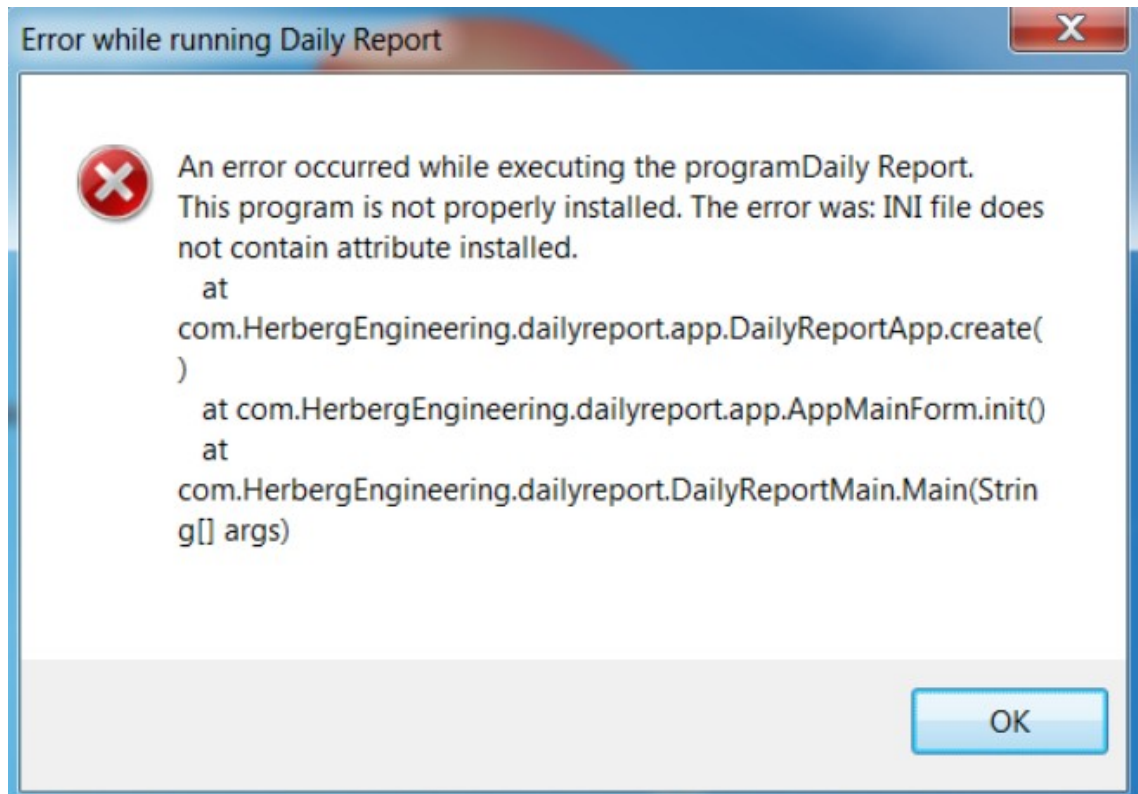 Error while running Daily Report
An error occurred while executing the programDaily Report.
This program is not properly installed. The error was: INI file does
not contain attribute installed.
at
com.HerbergEngineering.dailyreport.app.DailyReportApp.create(
)
at com.HerbergEngineering.dailyreport.app.AppMainForm.init()
at
com.HerbergEngineering.dailyreport.DailyReportMain.Main(Strin
g[] args)
OK